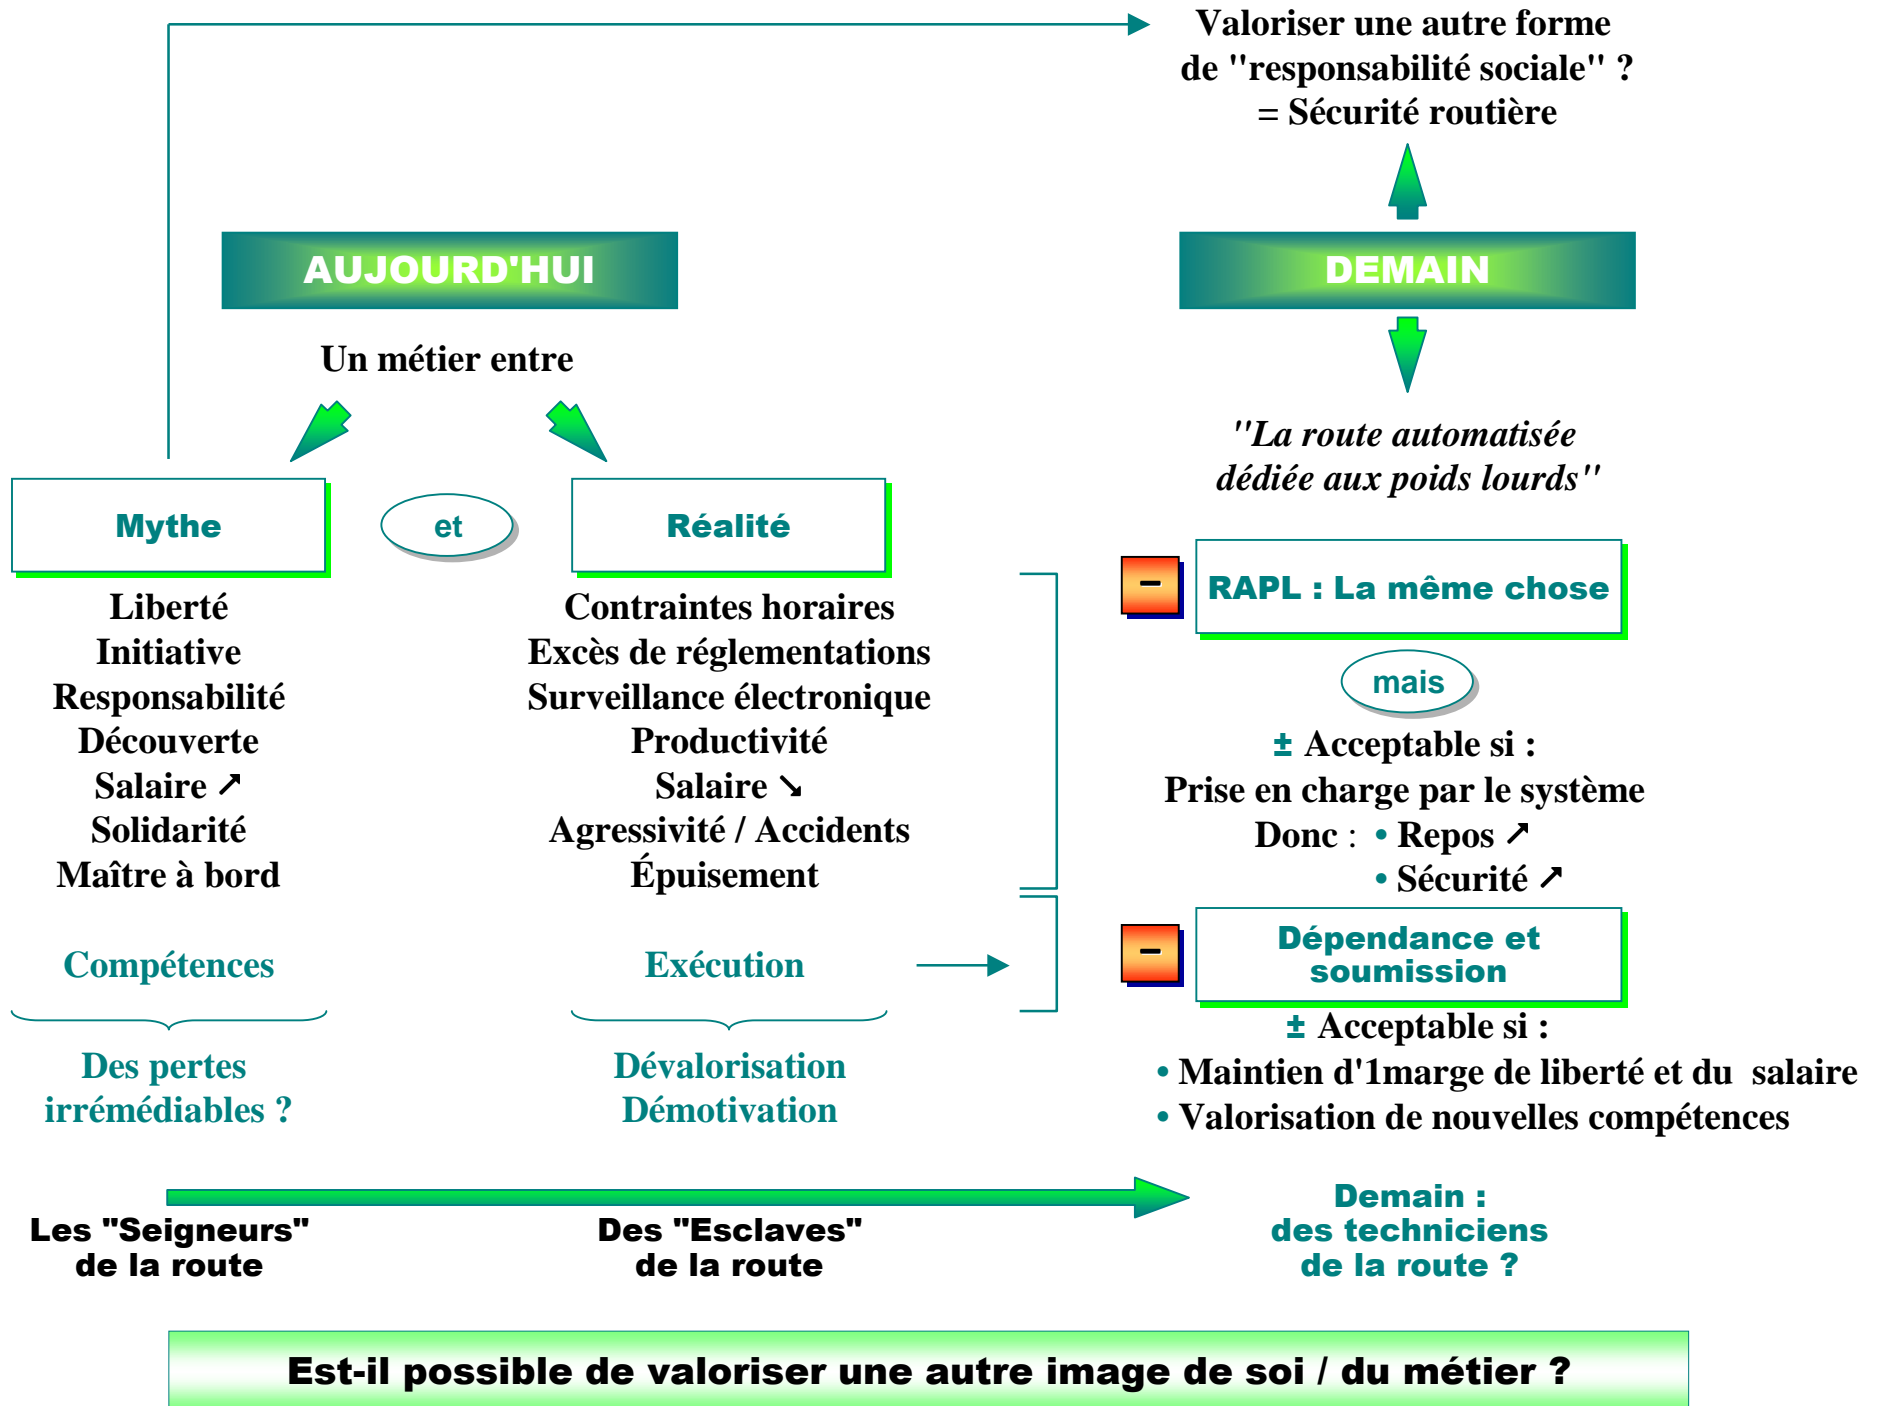 Valoriser une autre forme
de "responsabilité sociale" ?
= Sécurité routière
AUJOURD'HUI
DEMAIN
Un métier entre
"La route automatisée
dédiée aux poids lourds"
Mythe
et
Réalité
Liberté
Initiative
Responsabilité
Découverte
Salaire ↗
Solidarité
Maître à bord
Compétences
Des pertes
irrémédiables ?
Contraintes horaires
Excès de réglementations
Surveillance électronique
Productivité
Salaire ↘
Agressivité / Accidents
Épuisement
Exécution
Dévalorisation
Démotivation
–
RAPL : La même chose
mais
± Acceptable si :
Prise en charge par le système
Donc : • Repos ↗
• Sécurité ↗
–
Dépendance et
soumission
± Acceptable si :
• Maintien d'1marge de liberté et du salaire
• Valorisation de nouvelles compétences
Les "Seigneurs"
de la route
Des "Esclaves"
de la route
Demain :
des techniciens
de la route ?
Est-il possible de valoriser une autre image de soi / du métier ?